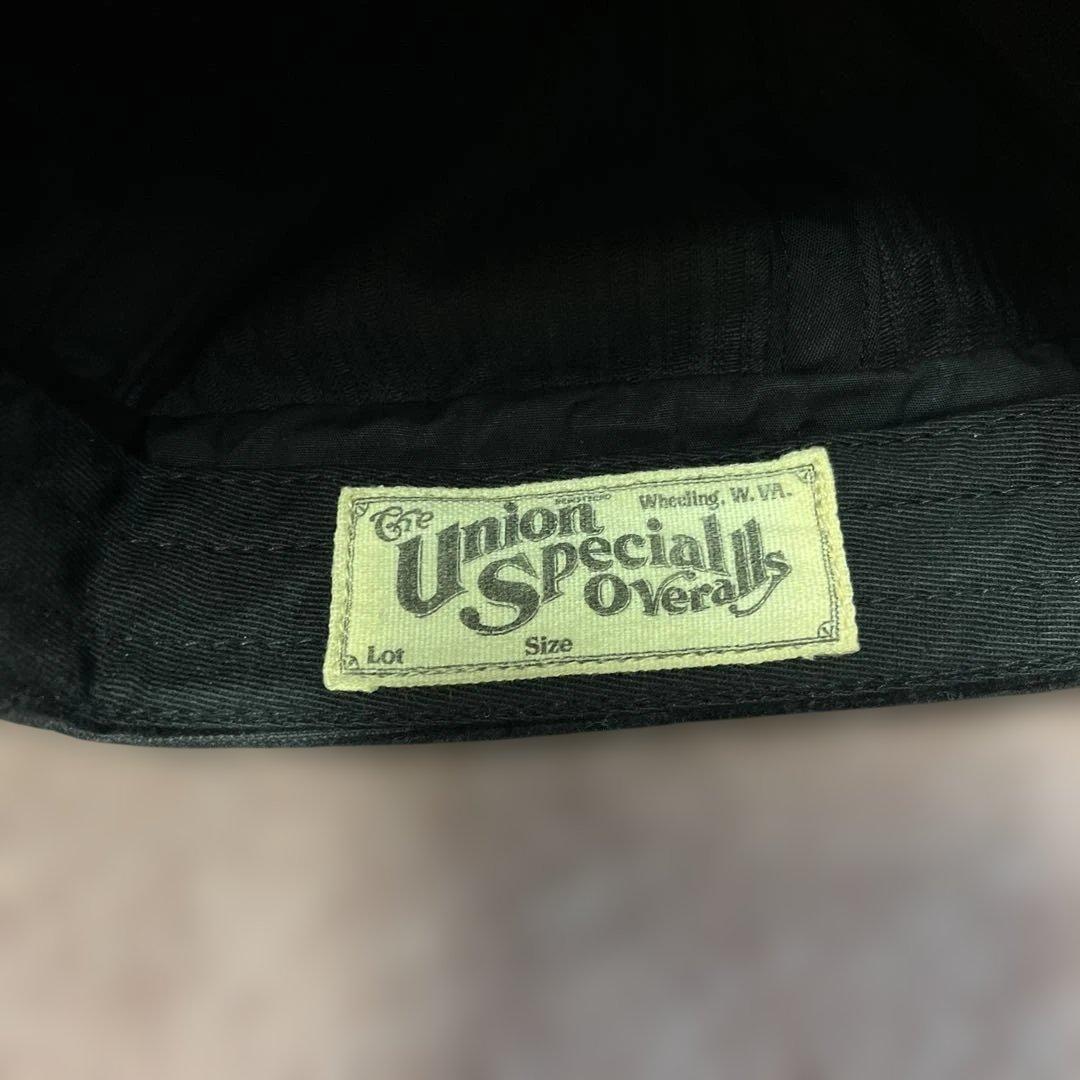 The
Union
Special
Overalls
Wheeling, W. VA.
Lot
Size